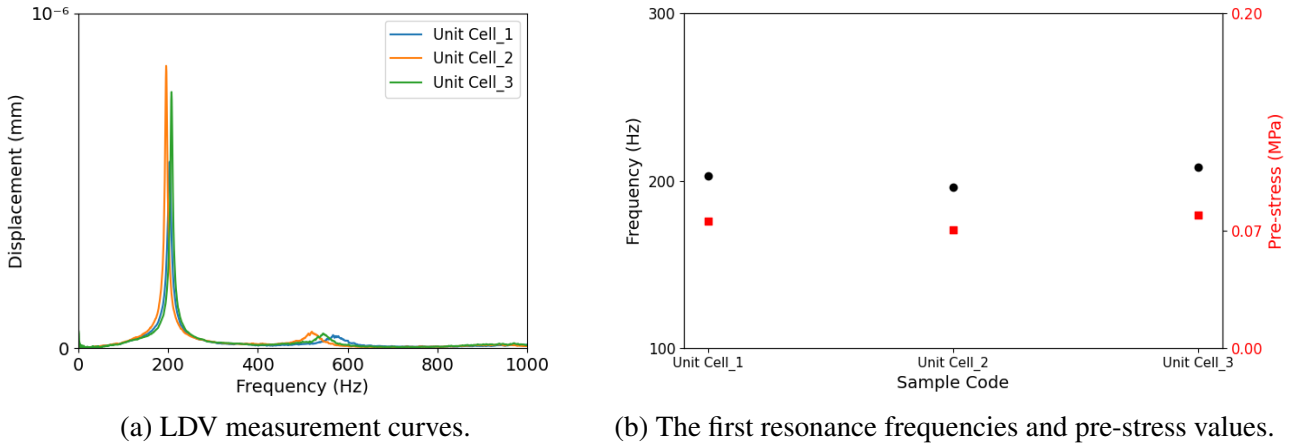 10⁻⁶
Displacement (mm)
0
Unit Cell_1
Unit Cell_2
Unit Cell_3
0 200 400 600 800 1000
Frequency (Hz)
(a) LDV measurement curves.
300
200
100
Frequency (Hz)
0.20
0.07
0.00
Pre-stress (MPa)
Unit Cell_1 Unit Cell_2 Unit Cell_3
Sample Code
(b) The first resonance frequencies and pre-stress values.